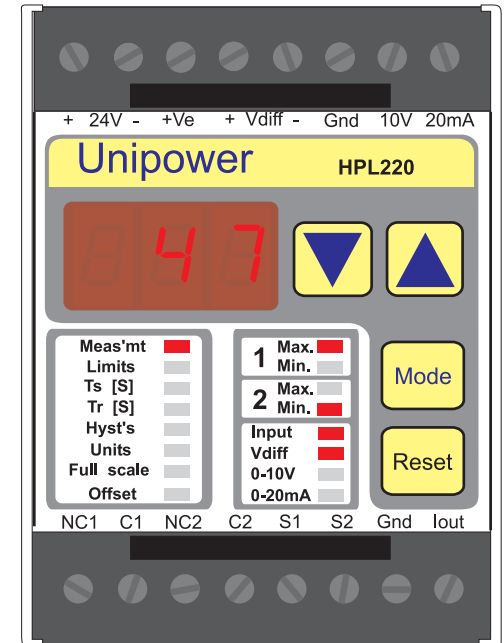 + 24V - +Ve + Vdiff - Gnd 10V 20mA
Unipower HPL220
47
Meas'mt
Limits
Ts [S]
Tr [S]
Hyst's
Units
Full scale
Offset
1 Max.
Min.
2 Max.
Min.
Input
Vdiff
0-10V
0-20mA
Mode
Reset
NC1 C1 NC2 C2 S1 S2 Gnd Iout